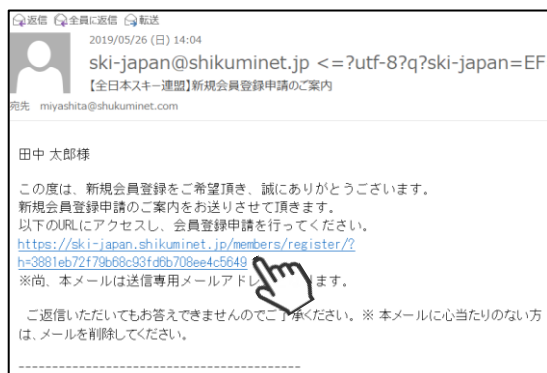 返信 全員に返信 転送
2019/05/26 (日) 14:04
ski-japan@shikuminet.jp <=?utf-8?q?ski-japan=EF
【全日本スキー連盟】新規会員登録申請のご案内
宛先 miyashita@shukuminet.com
田中 太郎様
この度は、新規会員登録をご希望頂き、誠にありがとうございます。
新規会員登録申請のご案内をお送りさせて頂きます。
以下のURLにアクセスし、会員登録申請を行ってください。
https://ski-japan.shikuminet.jp/members/register/?
h=3881eb72f79b68c93fd6b708ee4c5649
※尚、本メールは送信専用メールアドレ ります。
ご返信いただいてもお答えできませんのでご了承ください。※ 本メールに心当たりのない方
は、メールを削除してください。
----------------------------------------